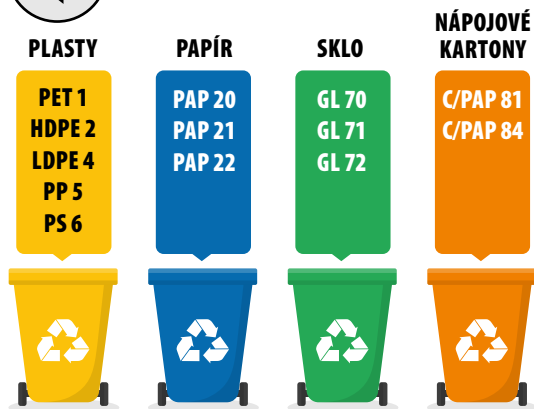 PLASTY
PET 1
HDPE 2
LDPE 4
PP 5
PS 6
PAPÍR
PAP 20
PAP 21
PAP 22
SKLO
GL 70
GL 71
GL 72
NÁPOJOVÉ
KARTONY
C/PAP 81
C/PAP 84